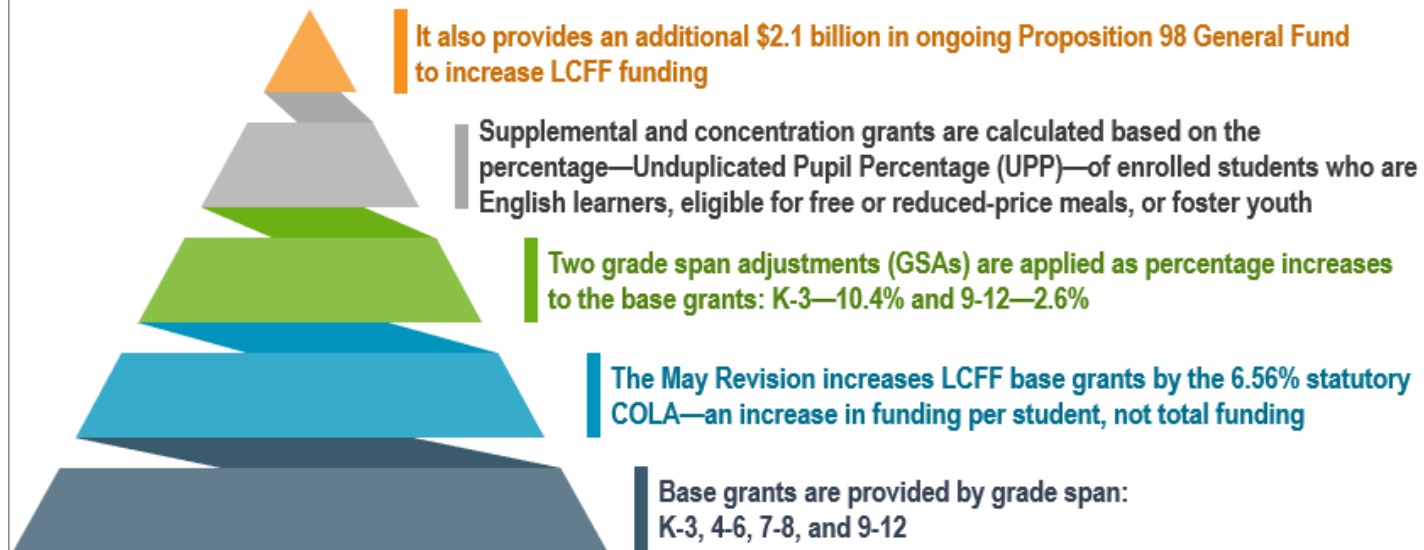 It also provides an additional $2.1 billion in ongoing Proposition 98 General Fund
to increase LCFF funding
Supplemental and concentration grants are calculated based on the
percentage—Unduplicated Pupil Percentage (UPP)—of enrolled students who are
English learners, eligible for free or reduced-price meals, or foster youth
Two grade span adjustments (GSAs) are applied as percentage increases
to the base grants: K-3—10.4% and 9-12—2.6%
The May Revision increases LCFF base grants by the 6.56% statutory
COLA—an increase in funding per student, not total funding
Base grants are provided by grade span:
K-3, 4-6, 7-8, and 9-12